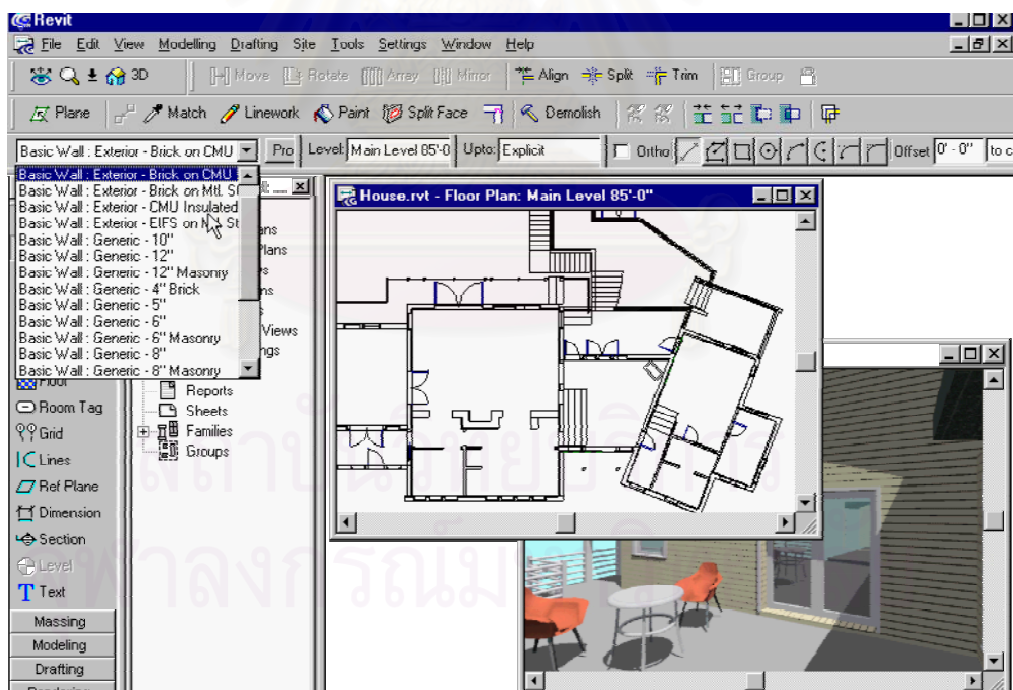 Revit
File Edit View Modelling Drafting Site Tools Settings Window Help
3D Move Rotate Array Mirror Align Split Trim Group
Plane Match Linework Paint Split Face Demolish
Basic Wall : Exterior - Brick on CMU Pro Level: Main Level 85'-0 Upto: Explicit Ortho Offset 0' - 0" to c
Basic Wall : Exterior - Brick on CMU
Basic Wall : Exterior - Brick on Mtl. St
Basic Wall : Exterior - CMU Insulated
Basic Wall : Exterior - EIFS on Mtl. St
Basic Wall : Generic - 10"
Basic Wall : Generic - 12"
Basic Wall : Generic - 12" Masonry
Basic Wall : Generic - 4" Brick
Basic Wall : Generic - 5"
Basic Wall : Generic - 6"
Basic Wall : Generic - 6" Masonry
Basic Wall : Generic - 8"
Basic Wall : Generic - 8" Masonry
ans
Plans
Views
ngs
Reports
Sheets
Families
Groups
Floor
Room Tag
Grid
Lines
Ref Plane
Dimension
Section
Level
Text
Massing
Modeling
Drafting
House.rvt - Floor Plan: Main Level 85'-0"